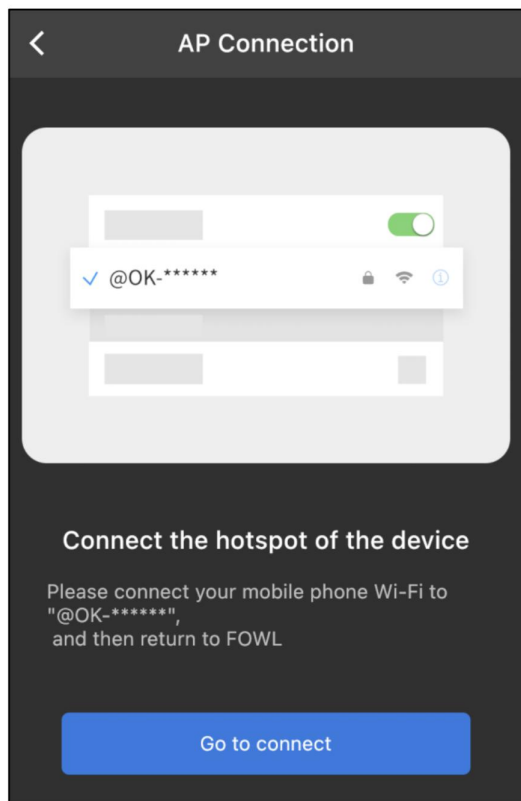 AP Connection
@OK-******
Connect the hotspot of the device
Please connect your mobile phone Wi-Fi to
"@OK-******",
and then return to FOWL
Go to connect